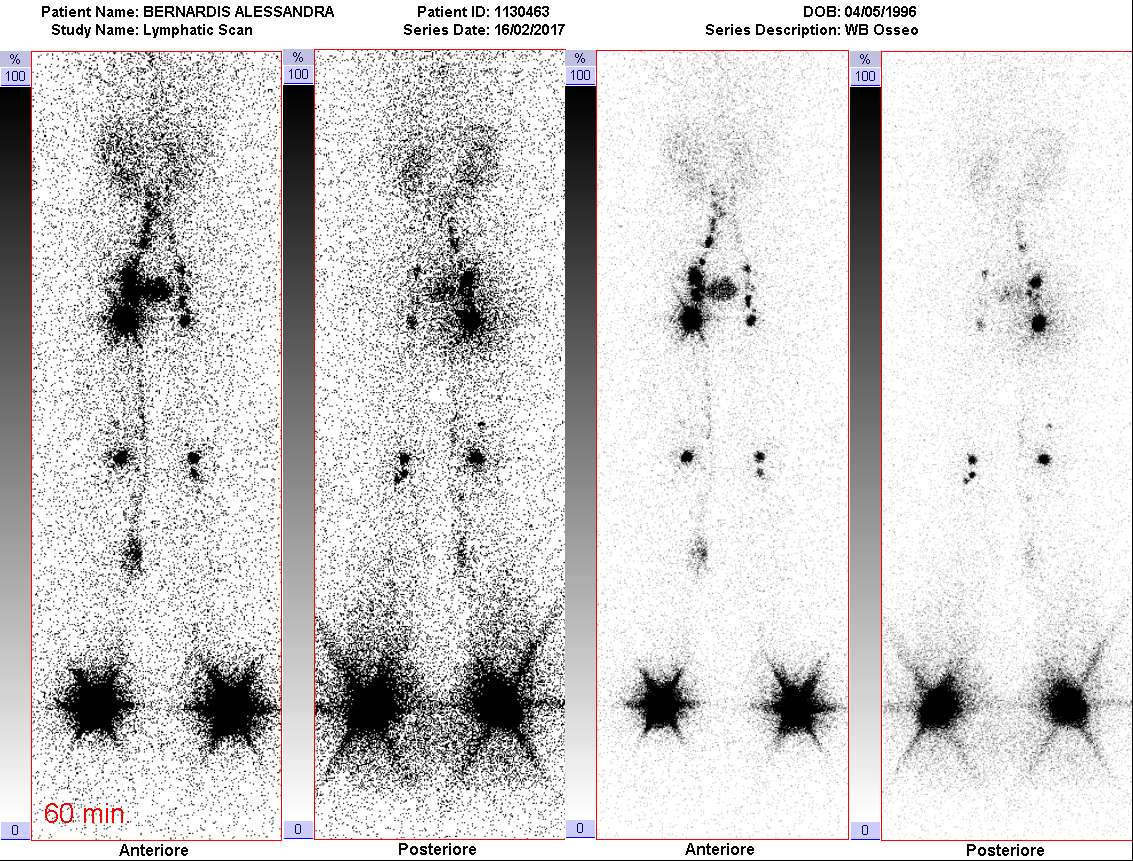 Patient Name: BERNARDIS ALESSANDRA Patient ID: 1130463 DOB: 04/05/1996
Study Name: Lymphatic Scan Series Date: 16/02/2017 Series Description: WB Osseo
% % % %
100 100 100 100
60 min
0 0 0 0
Anteriore Posteriore Anteriore Posteriore